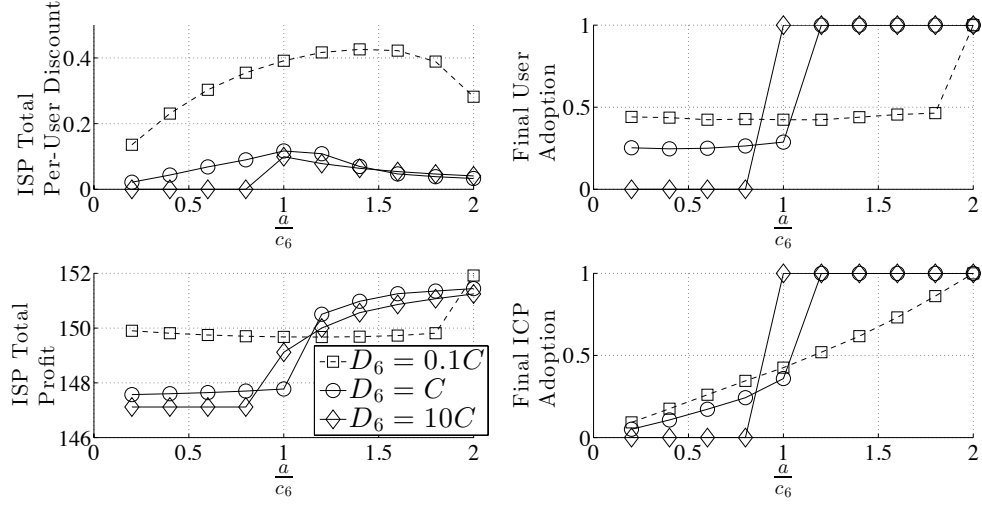 ISP Total
Per-User Discount
0.4
0.2
0
0 0.5 1 1.5 2
a
c6
Final User
Adoption
1
0.5
0
0 0.5 1 1.5 2
a
c6
ISP Total
Profit
152
150
148
146
0 0.5 1 1.5 2
a
c6
D6 = 0.1C
D6 = C
D6 = 10C
Final ICP
Adoption
1
0.5
0
0 0.5 1 1.5 2
a
c6